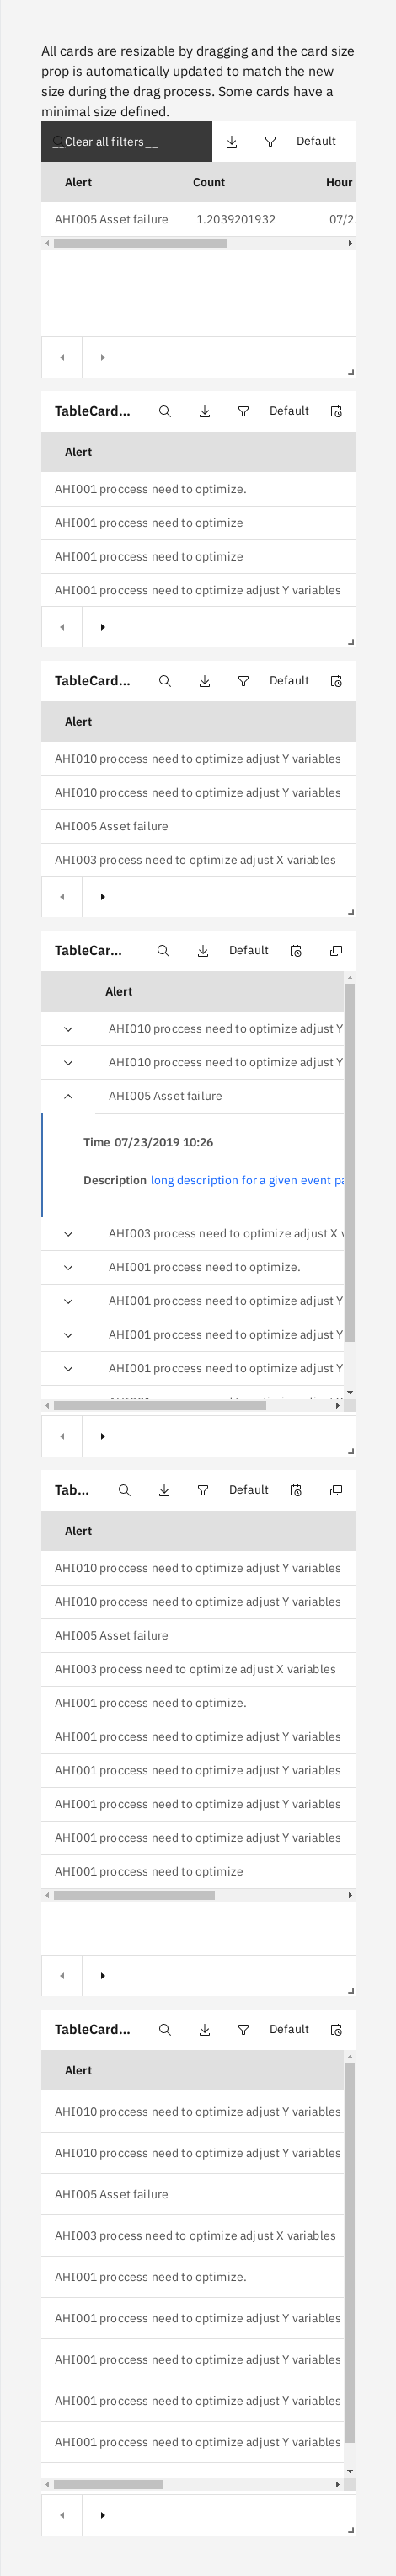 All cards are resizable by dragging and the card size
prop is automatically updated to match the new
size during the drag process. Some cards have a
minimal size defined.
__Clear all filters__ Default
Alert Count Hour
AHI005 Asset failure 1.2039201932 07/23
TableCard... Default
Alert
AHI001 proccess need to optimize.
AHI001 proccess need to optimize
AHI001 proccess need to optimize
AHI001 proccess need to optimize adjust Y variables
TableCard... Default
Alert
AHI010 proccess need to optimize adjust Y variables
AHI010 proccess need to optimize adjust Y variables
AHI005 Asset failure
AHI003 process need to optimize adjust X variables
TableCar... Default
Alert
AHI010 proccess need to optimize adjust Y
AHI010 proccess need to optimize adjust Y
AHI005 Asset failure
Time 07/23/2019 10:26
Description long description for a given event pa
AHI003 process need to optimize adjust X v
AHI001 proccess need to optimize.
AHI001 proccess need to optimize adjust Y
AHI001 proccess need to optimize adjust Y
AHI001 proccess need to optimize adjust Y
Tab... Default
Alert
AHI010 proccess need to optimize adjust Y variables
AHI010 proccess need to optimize adjust Y variables
AHI005 Asset failure
AHI003 process need to optimize adjust X variables
AHI001 proccess need to optimize.
AHI001 proccess need to optimize adjust Y variables
AHI001 proccess need to optimize adjust Y variables
AHI001 proccess need to optimize adjust Y variables
AHI001 proccess need to optimize adjust Y variables
AHI001 proccess need to optimize
TableCard... Default
Alert
AHI010 proccess need to optimize adjust Y variables
AHI010 proccess need to optimize adjust Y variables
AHI005 Asset failure
AHI003 process need to optimize adjust X variables
AHI001 proccess need to optimize.
AHI001 proccess need to optimize adjust Y variables
AHI001 proccess need to optimize adjust Y variables
AHI001 proccess need to optimize adjust Y variables
AHI001 proccess need to optimize adjust Y variables